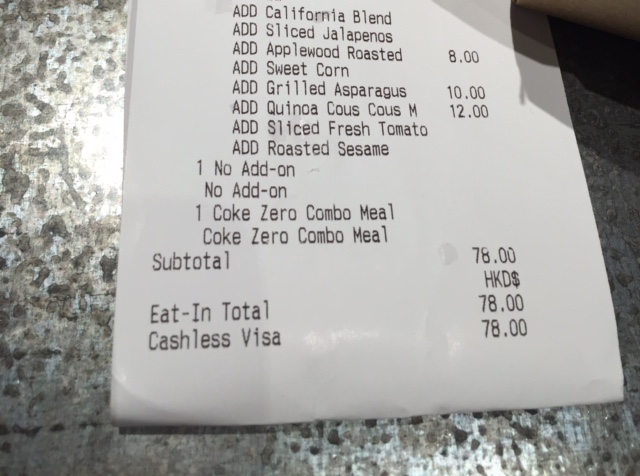 ADD California Blend
ADD Sliced Jalapenos
ADD Applewood Roasted 8.00
ADD Sweet Corn
ADD Grilled Asparagus 10.00
ADD Quinoa Cous Cous M 12.00
ADD Sliced Fresh Tomato
ADD Roasted Sesame
1 No Add-on
No Add-on
1 Coke Zero Combo Meal
Coke Zero Combo Meal
Subtotal 78.00
HKD$
Eat-In Total 78.00
Cashless Visa 78.00